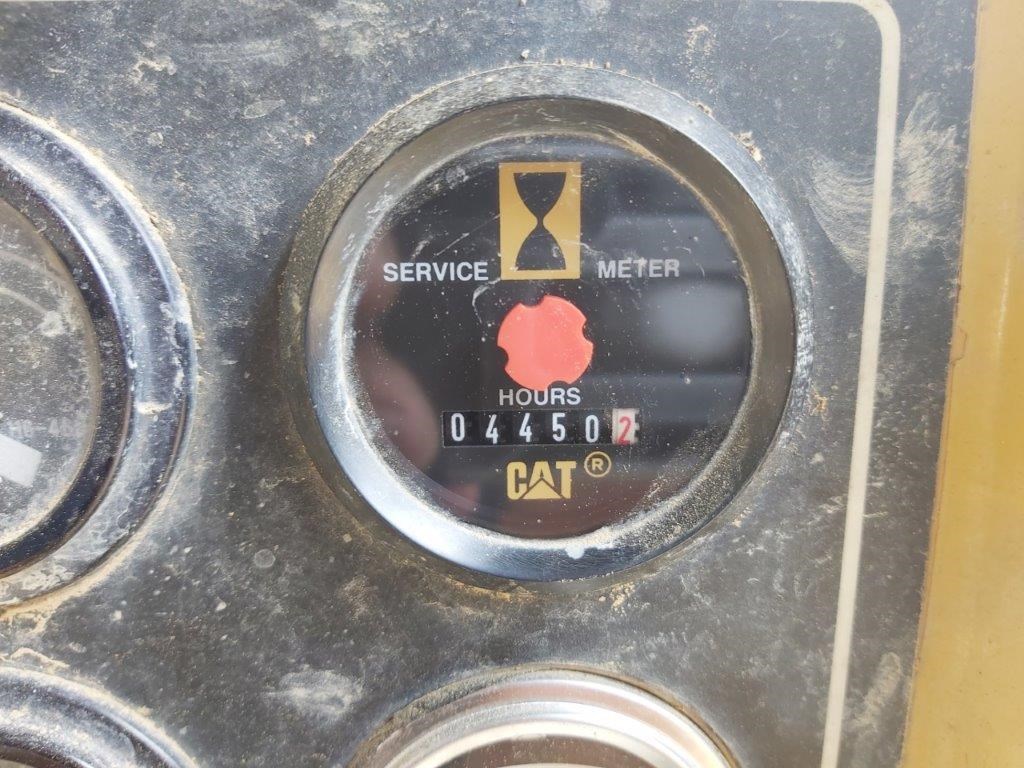 SERVICE METER
HOURS
044502
CAT®